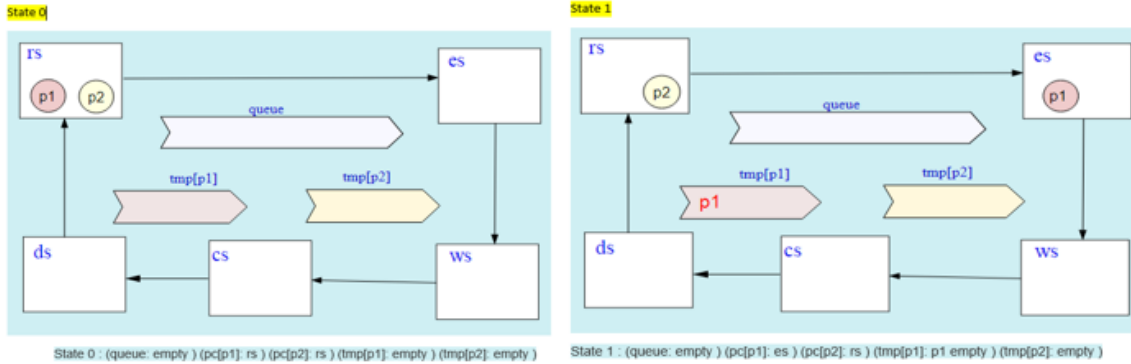 State 0
rs
p1
p2
es
queue
tmp[p1]
tmp[p2]
ds
cs
ws
State 0 : (queue: empty ) (pc[p1]: rs ) (pc[p2]: rs ) (tmp[p1]: empty ) (tmp[p2]: empty )
State 1
rs
p2
es
p1
queue
tmp[p1]
tmp[p2]
p1
ds
cs
ws
State 1 : (queue: empty ) (pc[p1]: es ) (pc[p2]: rs ) (tmp[p1]: p1 empty ) (tmp[p2]: empty )